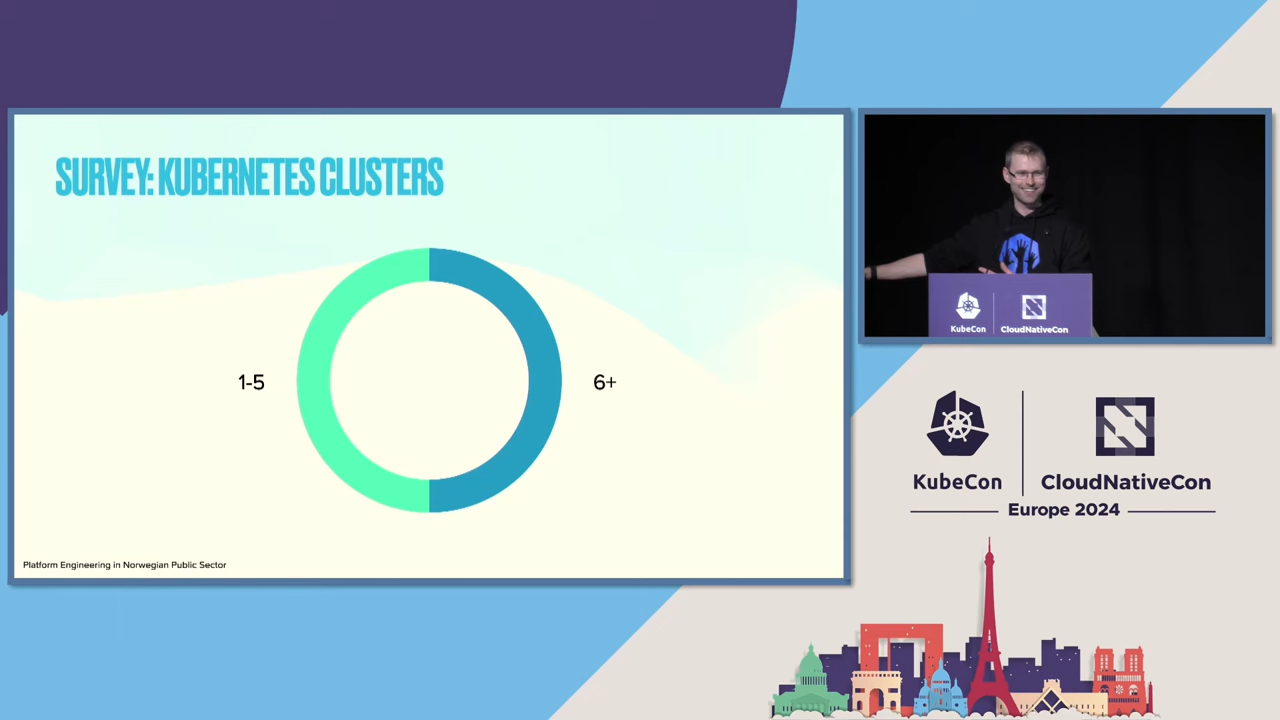 SURVEY: KUBERNETES CLUSTERS
1-5
6+
Platform Engineering in Norwegian Public Sector
KubeCon
CloudNativeCon
KubeCon
CloudNativeCon
Europe 2024